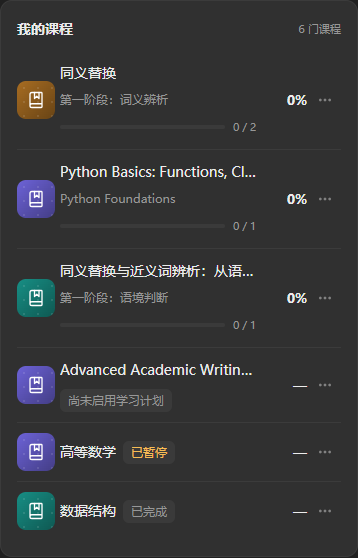 我的课程 6 门课程
同义替换
第一阶段：词义辨析 0% ···
0 / 2
Python Basics: Functions, Cl...
Python Foundations 0% ···
0 / 1
同义替换与近义词辨析：从语...
第一阶段：语境判断 0% ···
0 / 1
Advanced Academic Writin...
— ···
尚未启用学习计划
高等数学 已暂停 — ···
数据结构 已完成 — ···